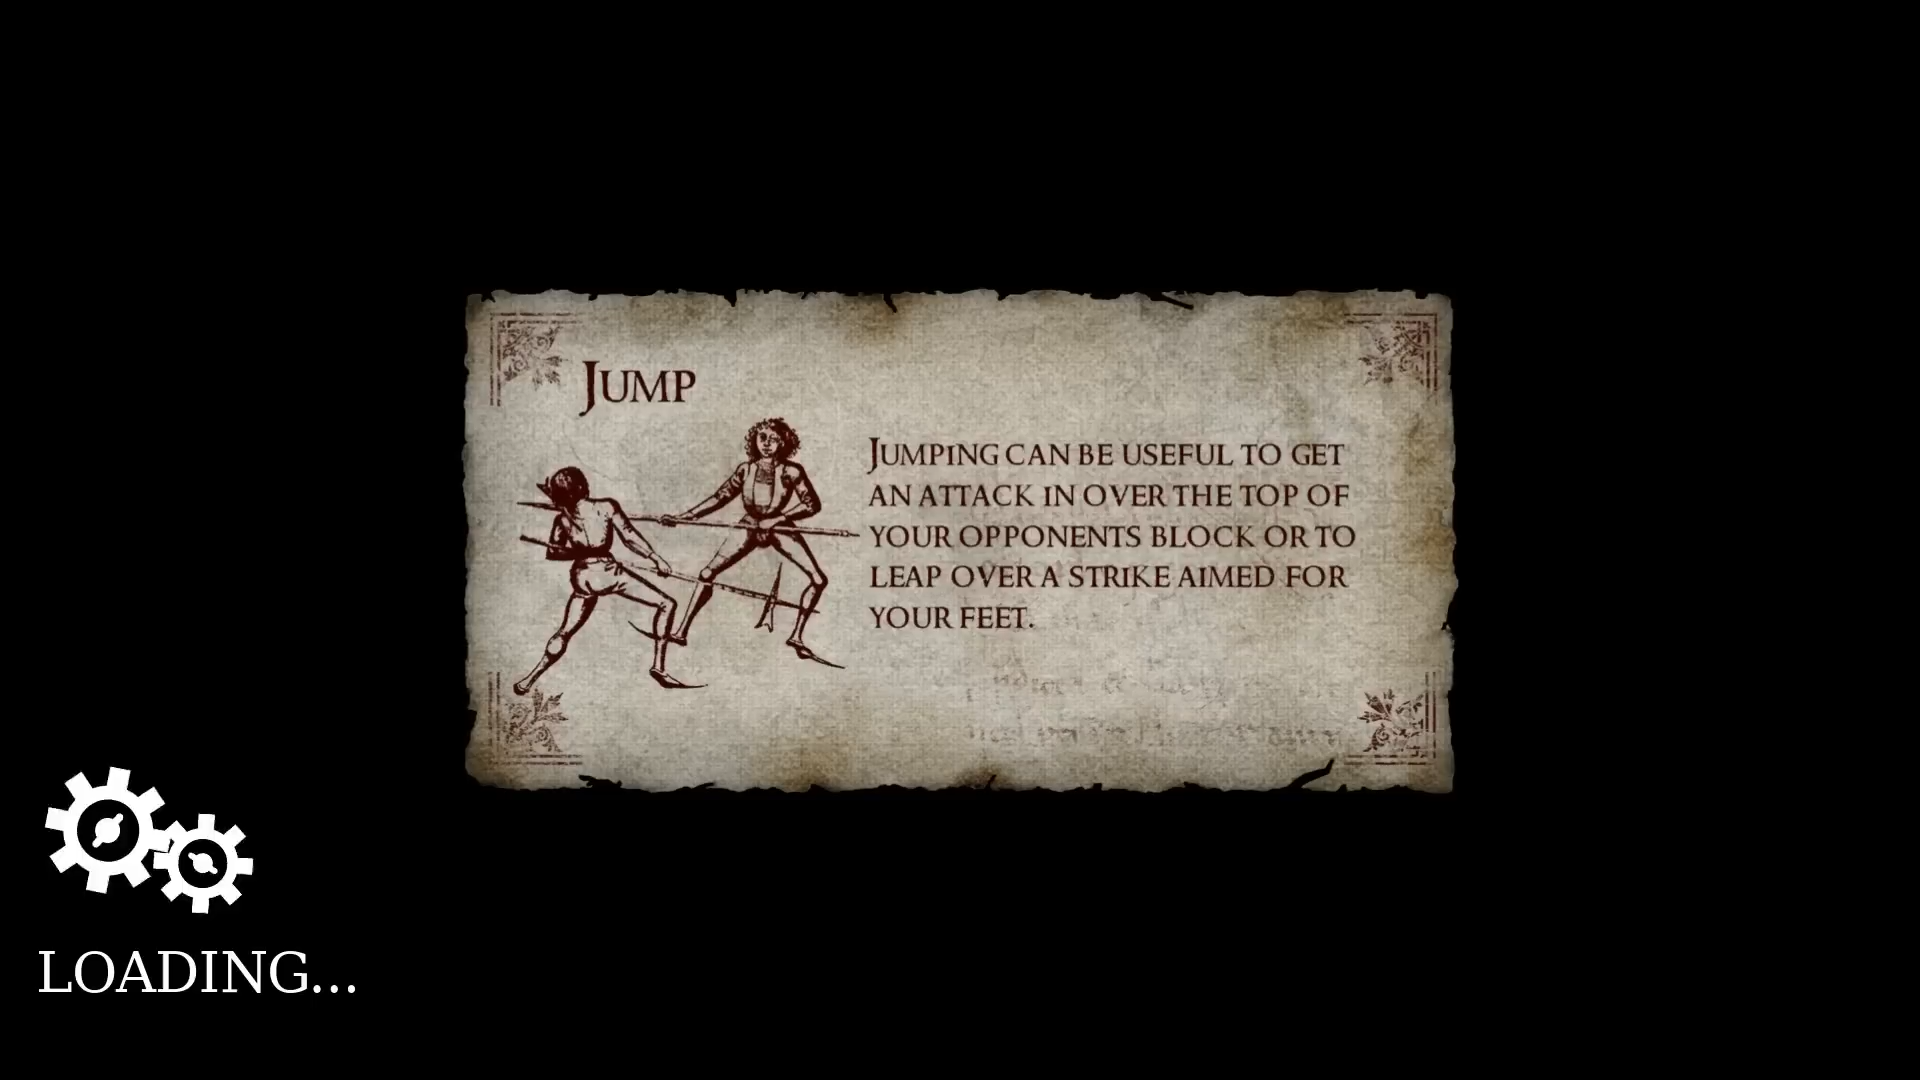 JUMP
JUMPING CAN BE USEFUL TO GET
AN ATTACK IN OVER THE TOP OF
YOUR OPPONENTS BLOCK OR TO
LEAP OVER A STRIKE AIMED FOR
YOUR FEET.
LOADING...